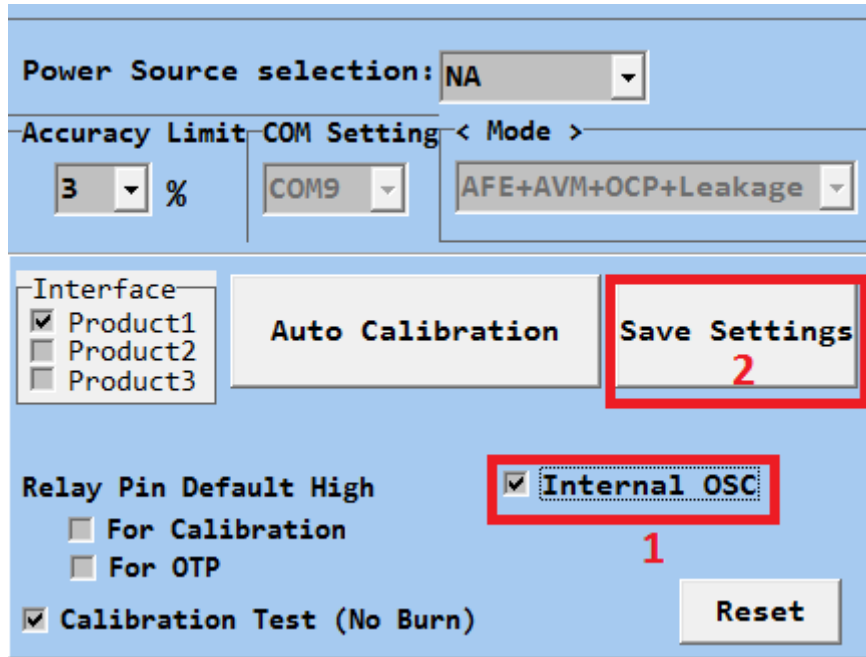 Power Source selection: NA
Accuracy Limit COM Setting < Mode >
3 % COM9 AFE+AVM+OCP+Leakage
Interface
Product1
Product2
Product3
Auto Calibration
Save Settings
2
Relay Pin Default High
For Calibration
For OTP
Internal OSC
1
Calibration Test (No Burn)
Reset